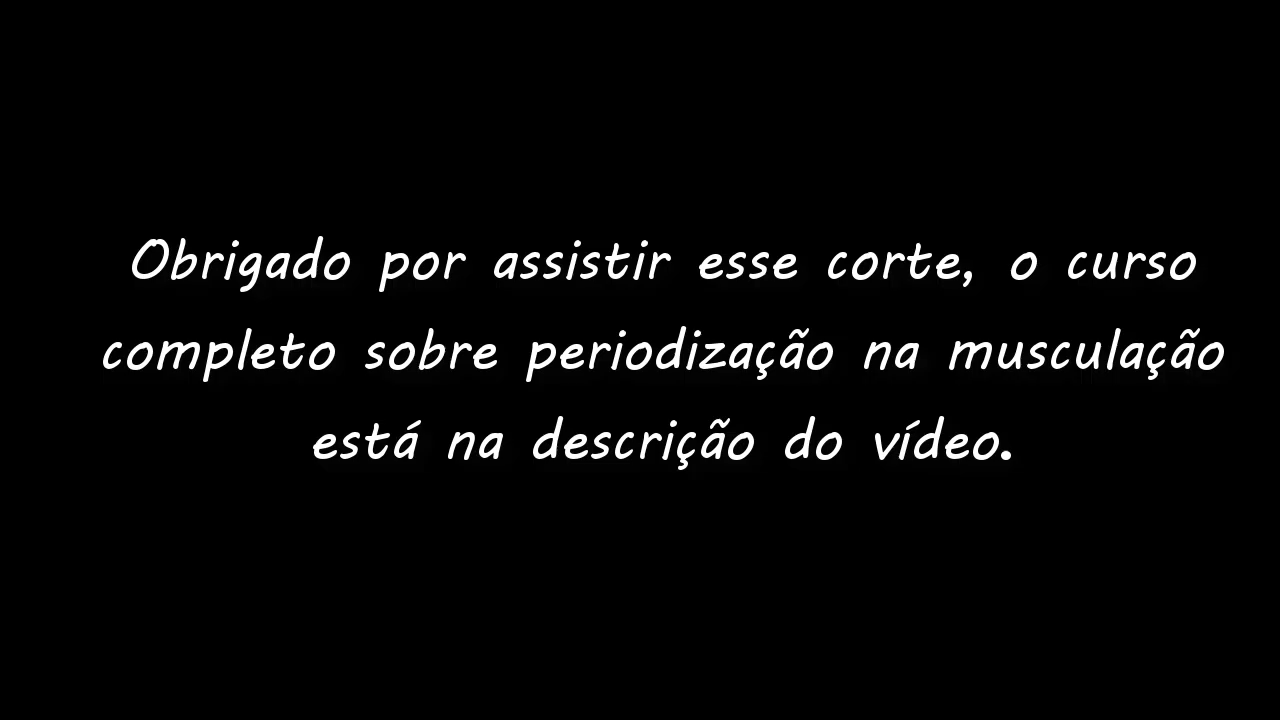 Obrigado por assistir esse corte, o curso
completo sobre periodização na musculação
está na descrição do vídeo.